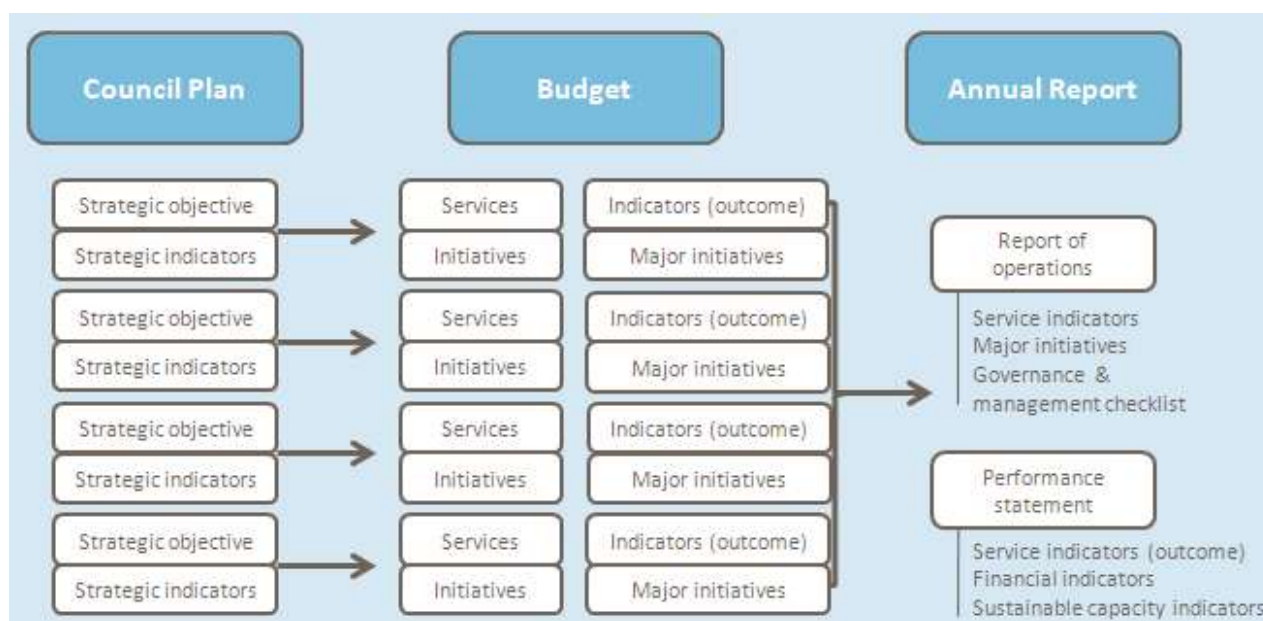 Council Plan
Budget
Annual Report
Strategic objective
Strategic indicators
Services
Initiatives
Indicators (outcome)
Major initiatives
Strategic objective
Strategic indicators
Services
Initiatives
Indicators (outcome)
Major initiatives
Strategic objective
Strategic indicators
Services
Initiatives
Indicators (outcome)
Major initiatives
Strategic objective
Strategic indicators
Services
Initiatives
Indicators (outcome)
Major initiatives
Report of
operations
Service indicators
Major initiatives
Governance &
management checklist
Performance
statement
Service indicators (outcome)
Financial indicators
Sustainable capacity indicators